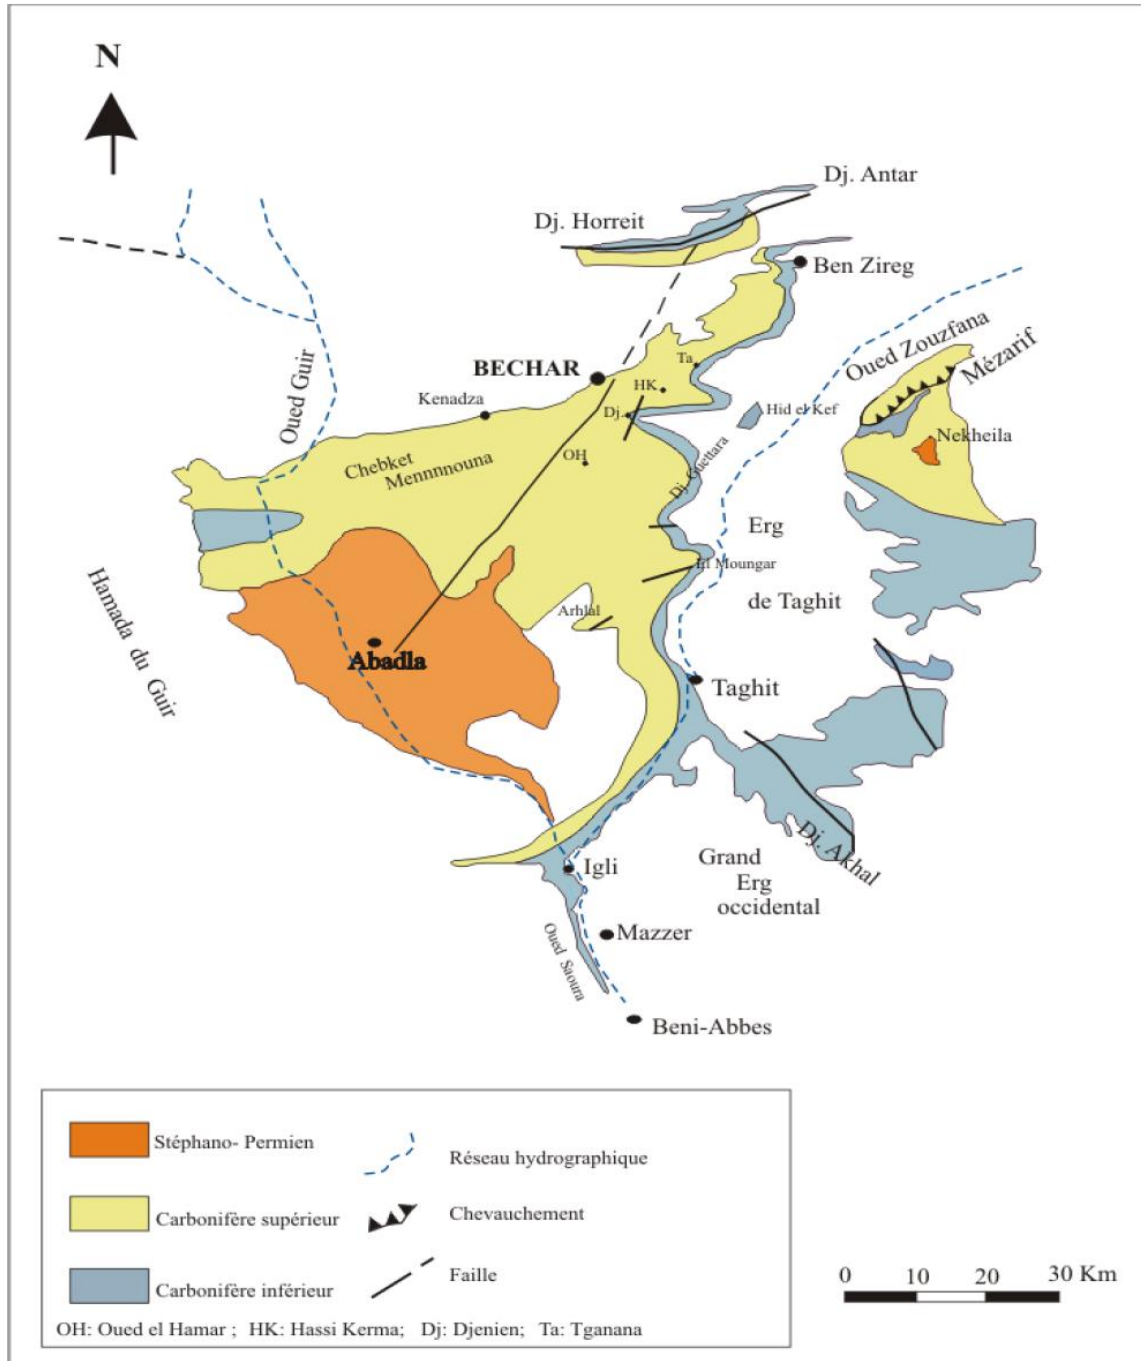 N
Dj. Antar
Dj. Horreit
Ben Zireg
Oued Zouzfana
Mézarif
BECHAR
Ta
HK
Kenadza
Dj.
Hid el Kef
Oued Guir
Nekheila
Chebket
Mennnnouna
OH
Dj. Guettara
Erg
El Moungar
de Taghit
Arhlal
Hamada du Guir
Abadla
Taghit
Dj. Akhal
Igli
Grand
Erg
occidental
Mazzer
Oued Saoura
Beni-Abbes
Stéphano- Permien
Réseau hydrographique
Carbonifère supérieur
Chevauchement
Carbonifère inférieur
Faille
0 10 20 30 Km
OH: Oued el Hamar ; HK: Hassi Kerma; Dj: Djenien; Ta: Tganana